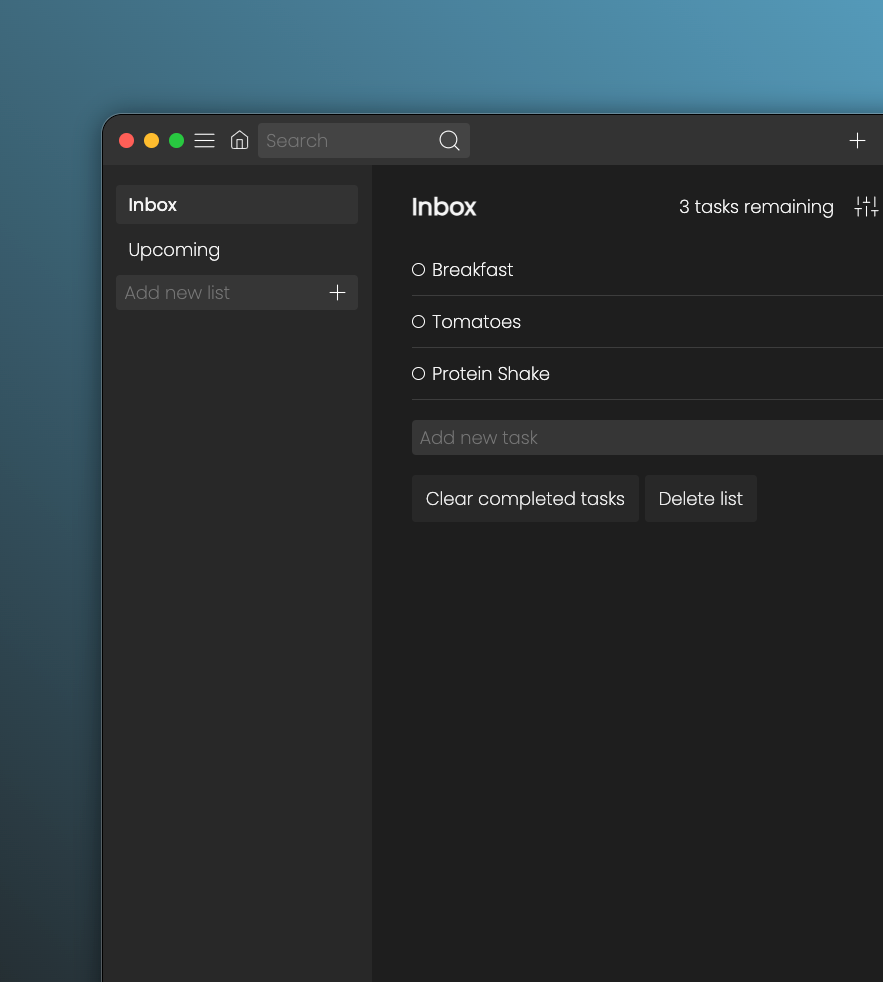 Search
Inbox
Upcoming
Add new list
Inbox
3 tasks remaining
Breakfast
Tomatoes
Protein Shake
Add new task
Clear completed tasks
Delete list